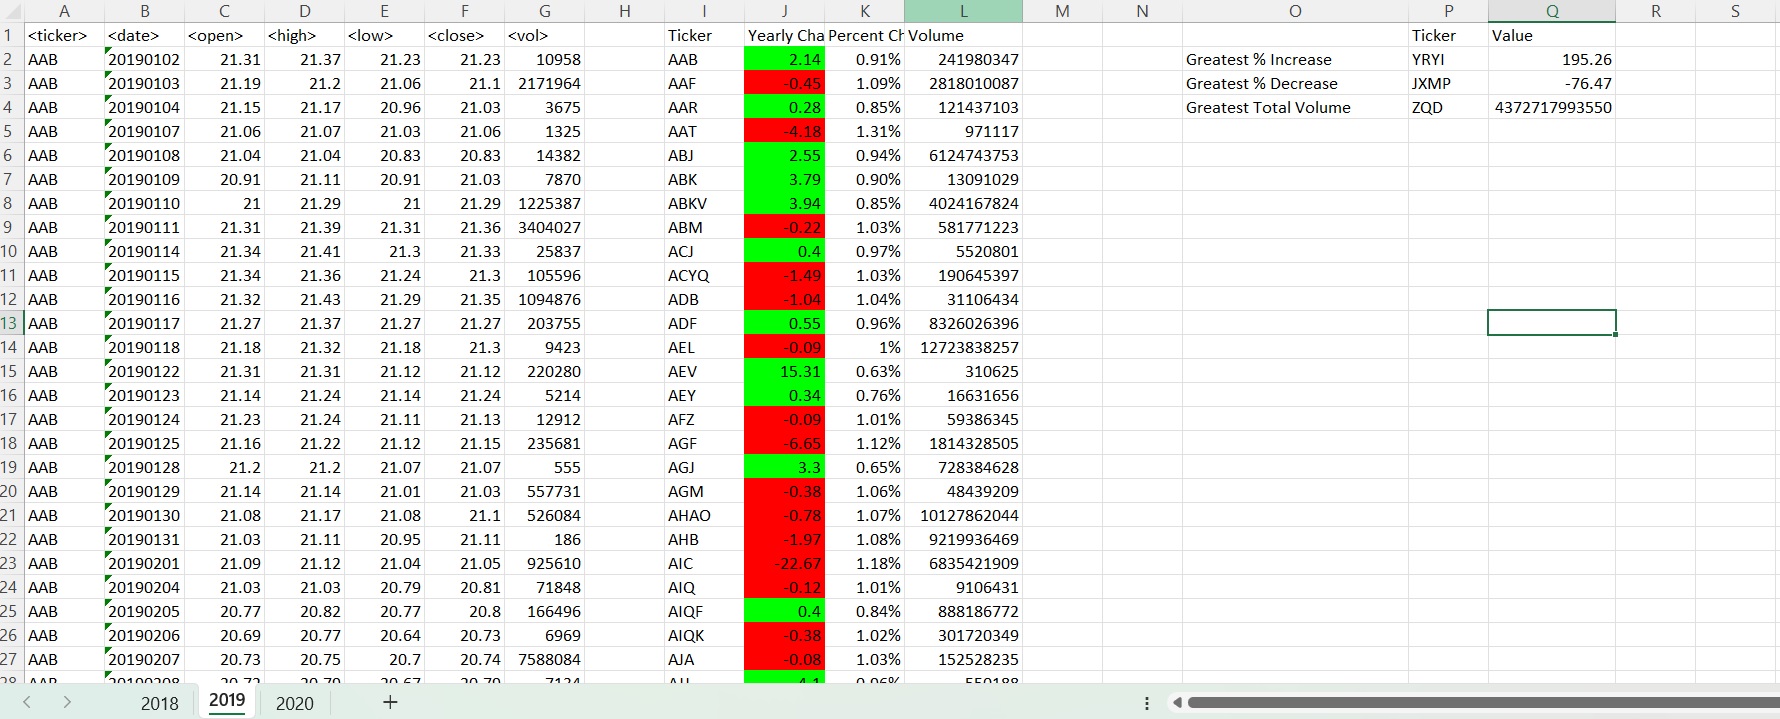 A B C D E F G H I J K L M N O P Q R S
1 <ticker> <date> <open> <high> <low> <close> <vol> Ticker Yearly Cha Percent Ch Volume Ticker Value
2 AAB 20190102 21.31 21.37 21.23 21.23 10958 AAB 2.14 0.91% 241980347 Greatest % Increase YRYI 195.26
3 AAB 20190103 21.19 21.2 21.06 21.1 2171964 AAF -0.45 1.09% 2818010087 Greatest % Decrease JXMP -76.47
4 AAB 20190104 21.15 21.17 20.96 21.03 3675 AAR 0.28 0.85% 121437103 Greatest Total Volume ZQD 4372717993550
5 AAB 20190107 21.06 21.07 21.03 21.06 1325 AAT -4.18 1.31% 971117
6 AAB 20190108 21.04 21.04 20.83 20.83 14382 ABJ 2.55 0.94% 6124743753
7 AAB 20190109 20.91 21.11 20.91 21.03 7870 ABK 3.79 0.90% 13091029
8 AAB 20190110 21 21.29 21 21.29 1225387 ABKV 3.94 0.85% 4024167824
9 AAB 20190111 21.31 21.39 21.31 21.36 3404027 ABM -0.22 1.03% 581771223
10 AAB 20190114 21.34 21.41 21.3 21.33 25837 ACJ 0.4 0.97% 5520801
11 AAB 20190115 21.34 21.36 21.24 21.3 105596 ACYQ -1.49 1.03% 190645397
12 AAB 20190116 21.32 21.43 21.29 21.35 1094876 ADB -1.04 1.04% 31106434
13 AAB 20190117 21.27 21.37 21.27 21.27 203755 ADF 0.55 0.96% 8326026396
14 AAB 20190118 21.18 21.32 21.18 21.3 9423 AEL -0.09 1% 12723838257
15 AAB 20190122 21.31 21.31 21.12 21.12 220280 AEV 15.31 0.63% 310625
16 AAB 20190123 21.14 21.24 21.14 21.24 5214 AEY 0.34 0.76% 16631656
17 AAB 20190124 21.23 21.24 21.11 21.13 12912 AFZ -0.09 1.01% 59386345
18 AAB 20190125 21.16 21.22 21.12 21.15 235681 AGF -6.65 1.12% 1814328505
19 AAB 20190128 21.2 21.2 21.07 21.07 555 AGJ 3.3 0.65% 728384628
20 AAB 20190129 21.14 21.14 21.01 21.03 557731 AGM -0.38 1.06% 48439209
21 AAB 20190130 21.08 21.17 21.08 21.1 526084 AHAO -0.78 1.07% 10127862044
22 AAB 20190131 21.03 21.11 20.95 21.11 186 AHB -1.97 1.08% 9219936469
23 AAB 20190201 21.09 21.12 21.04 21.05 925610 AIC -22.67 1.18% 6835421909
24 AAB 20190204 21.03 21.03 20.79 20.81 71848 AIQ -0.12 1.01% 9106431
25 AAB 20190205 20.77 20.82 20.77 20.8 166496 AIQF 0.4 0.84% 888186772
26 AAB 20190206 20.69 20.77 20.64 20.73 6969 AIQK -0.38 1.02% 301720349
27 AAB 20190207 20.73 20.75 20.7 20.74 7588084 AJA -0.08 1.03% 152528235
2018 2019 2020